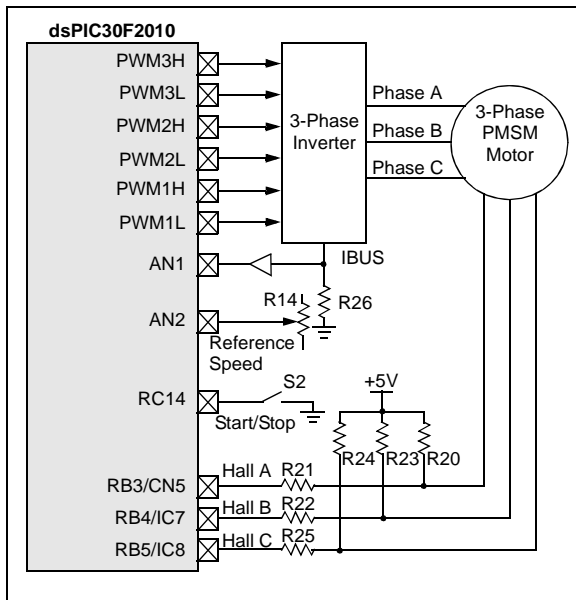 dsPIC30F2010
PWM3H
PWM3L
PWM2H
PWM2L
PWM1H
PWM1L
AN1
AN2
RC14
RB3/CN5
RB4/IC7
RB5/IC8
3-Phase
Inverter
Phase A
Phase B
Phase C
3-Phase
PMSM
Motor
IBUS
R14
R26
Reference
Speed
S2
Start/Stop
+5V
R24
R23
R20
Hall A
R21
Hall B
R22
Hall C
R25